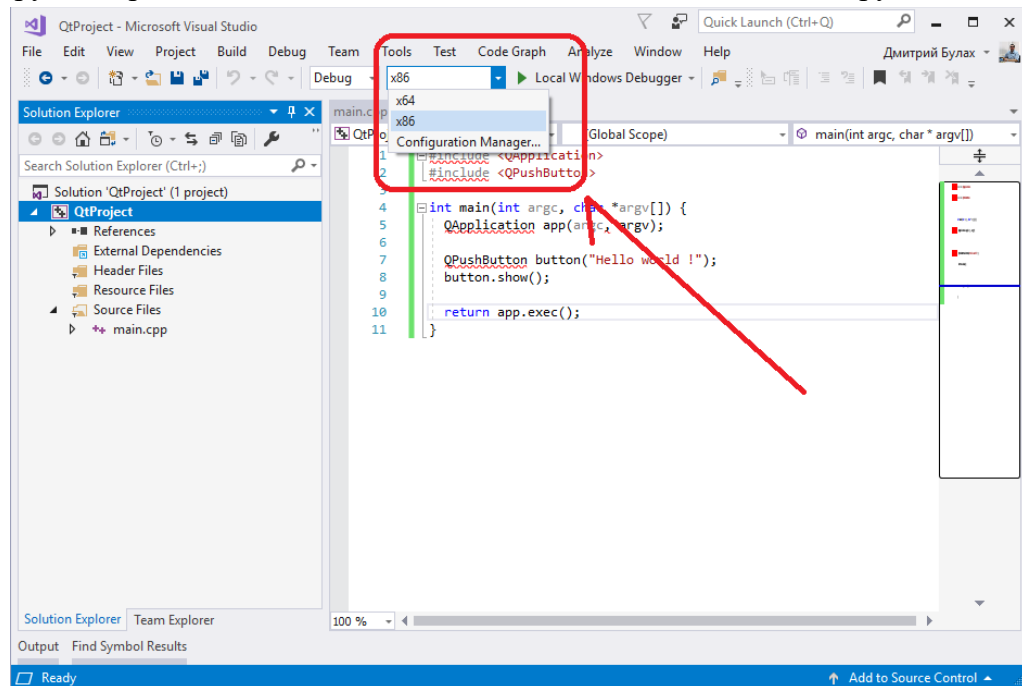 QtProject - Microsoft Visual Studio
Quick Launch (Ctrl+Q)
File Edit View Project Build Debug Team Tools Test Code Graph Analyze Window Help
Дмитрий Булах
Debug x86 Local Windows Debugger
x64
x86
Configuration Manager...
Solution Explorer
Search Solution Explorer (Ctrl+;)
Solution 'QtProject' (1 project)
QtProject
References
External Dependencies
Header Files
Resource Files
Source Files
main.cpp
(Global Scope) main(int argc, char * argv[])
1 #include <QApplication>
2 #include <QPushButton>
3
4 int main(int argc, char *argv[]) {
5 QApplication app(argc, argv);
6
7 QPushButton button("Hello world !");
8 button.show();
9
10 return app.exec();
11 }
Solution Explorer Team Explorer
100 %
Output Find Symbol Results
Ready Add to Source Control